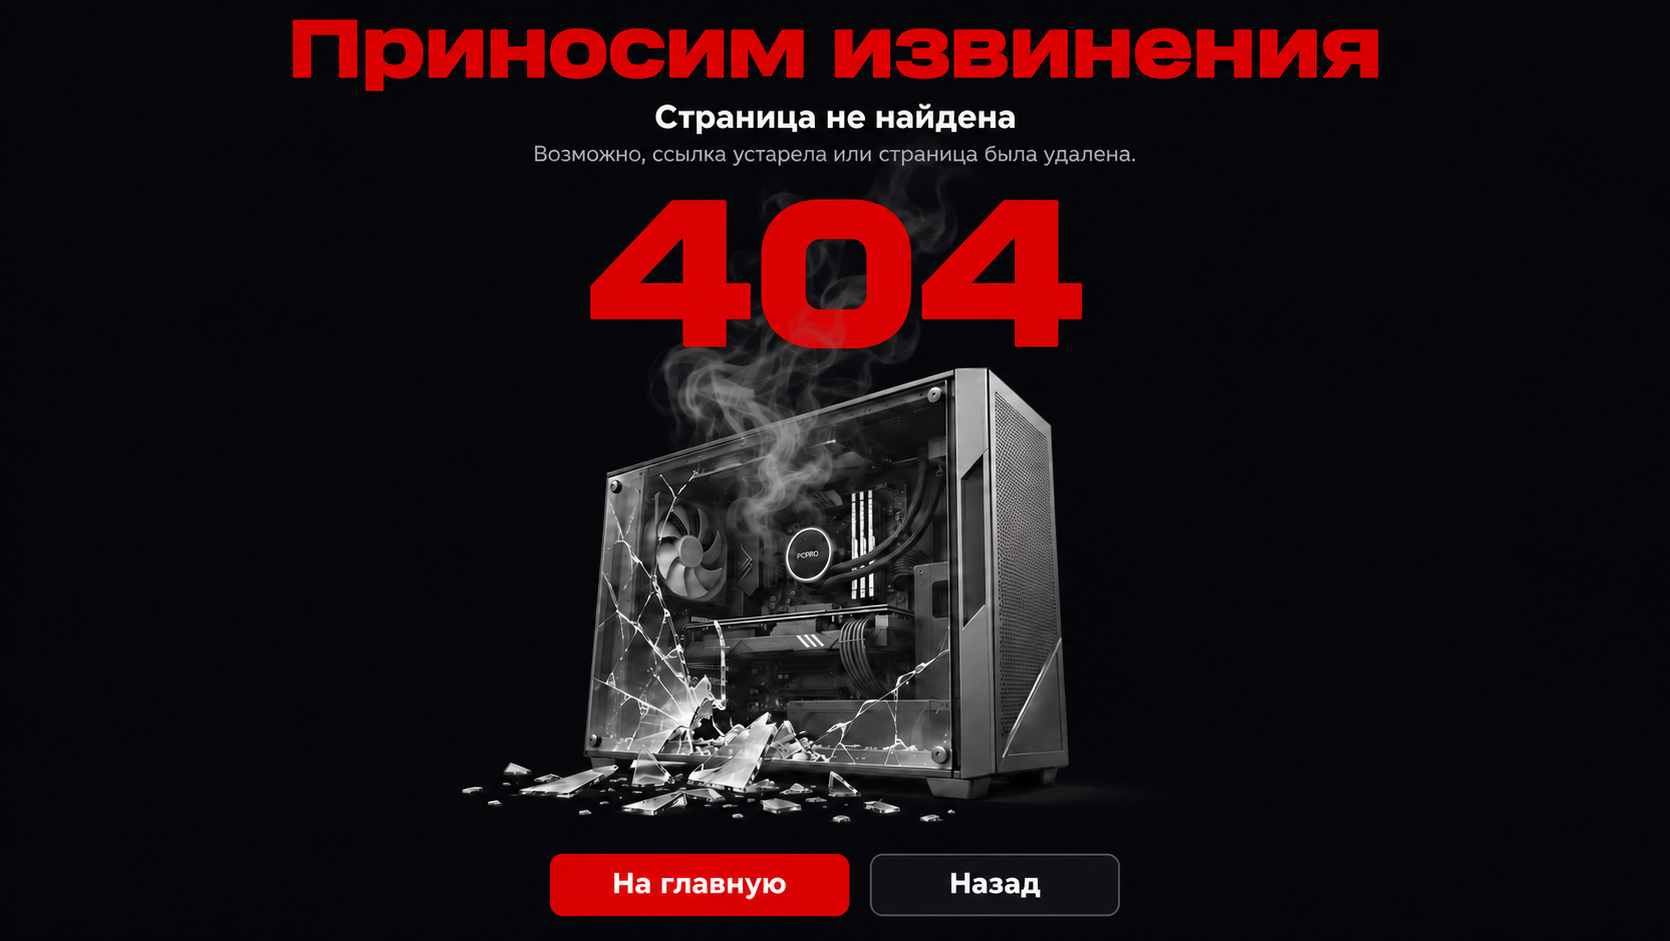 Приносим извинения
Страница не найдена
Возможно, ссылка устарела или страница была удалена.
404
PCPRO
На главную
Назад